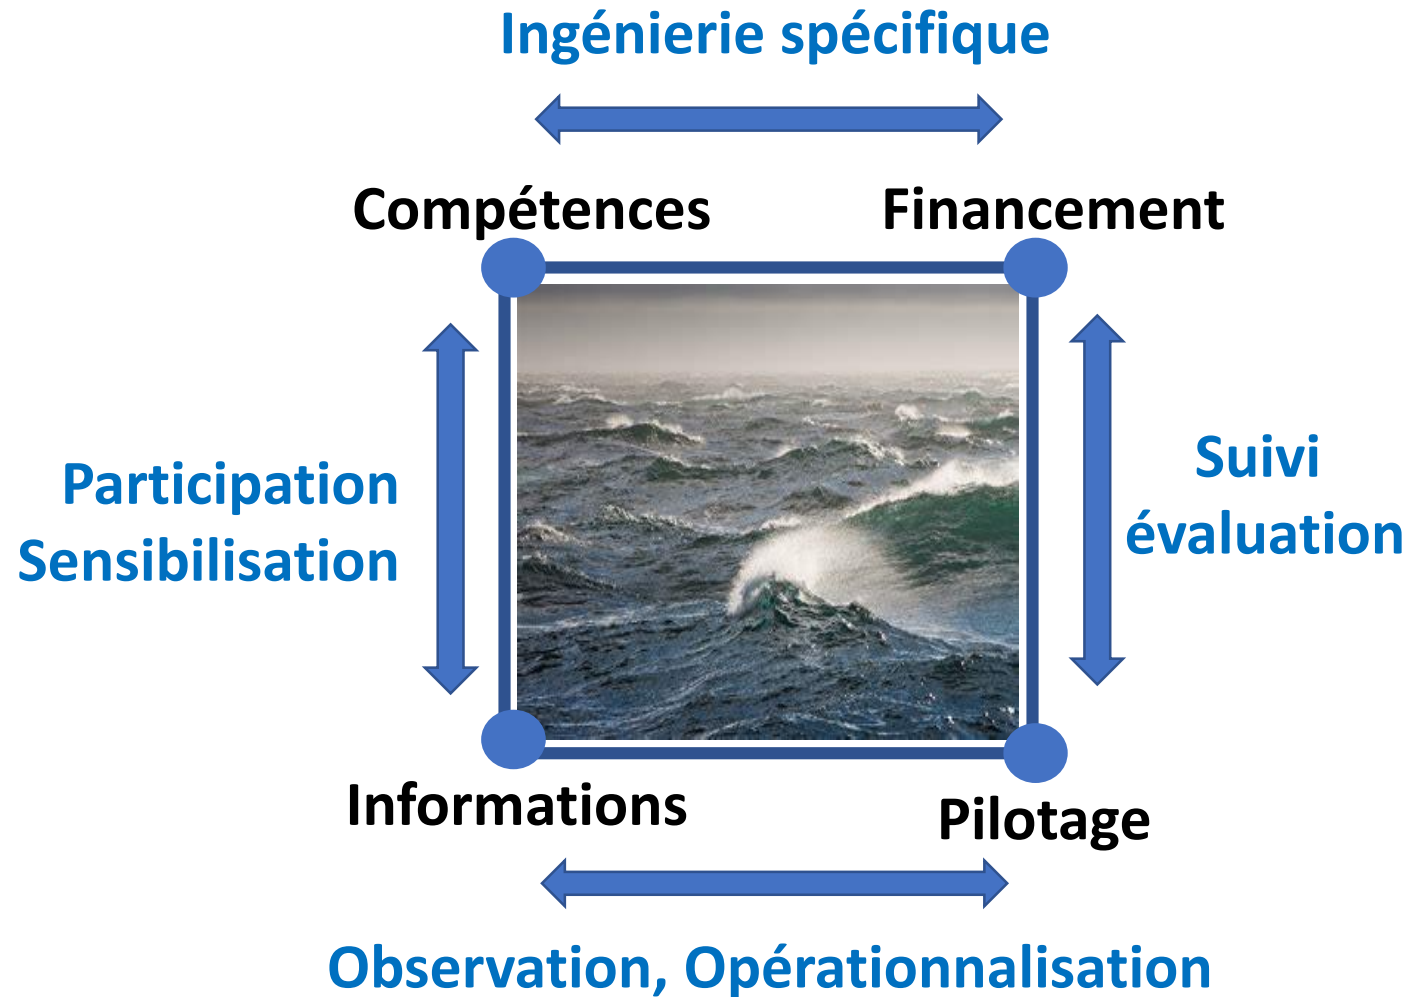 Ingénierie spécifique
Compétences
Financement
Participation
Sensibilisation
Suivi
évaluation
Informations
Pilotage
Observation, Opérationnalisation